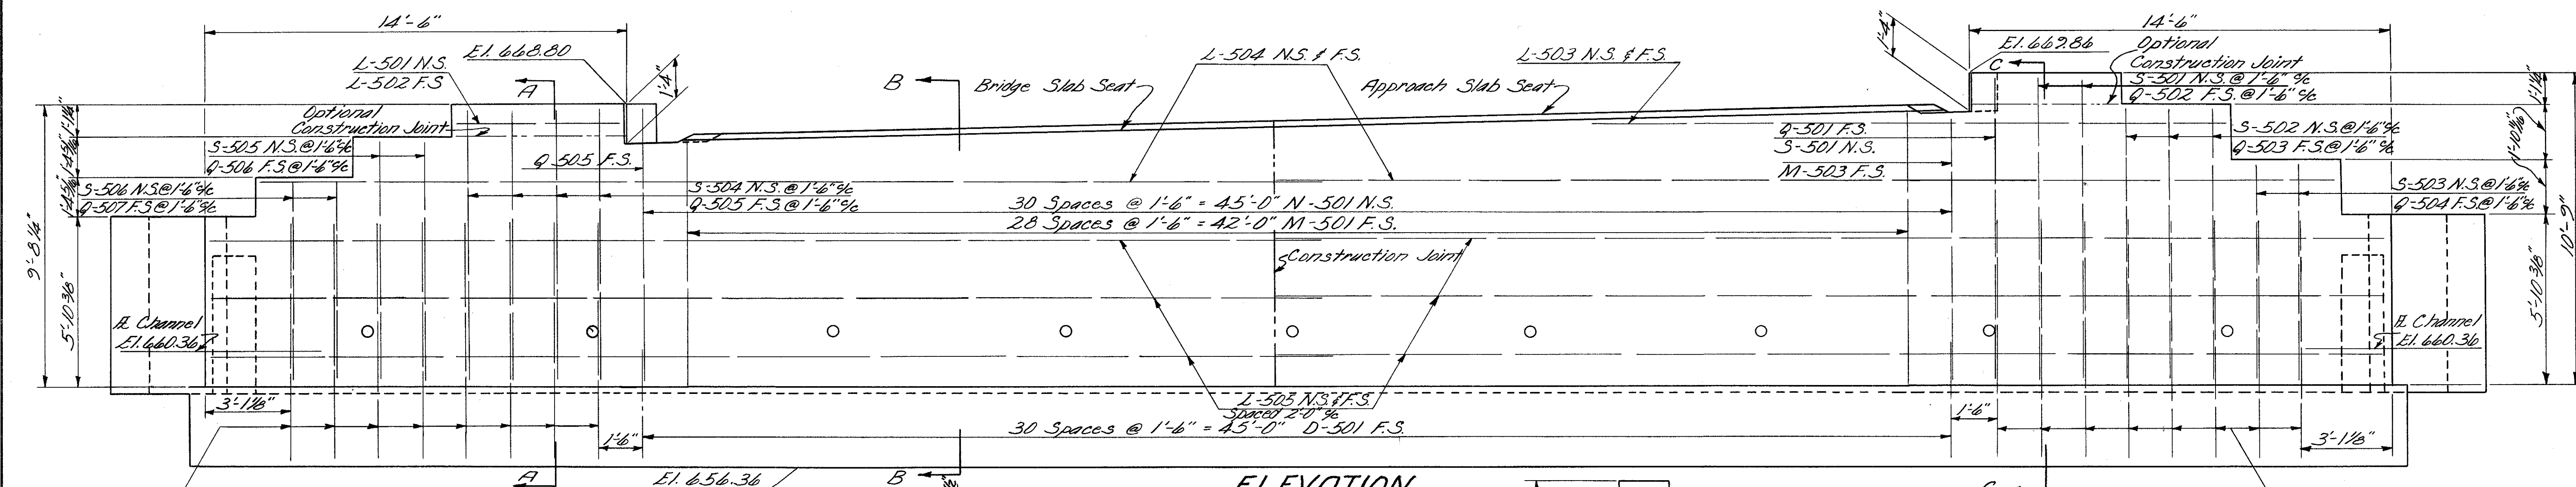 14'-6"
14'-6"
El. 668.80
L-501 N.S.
L-502 F.S
A
B
Bridge Slab Seat
L-504 N.S. & F.S.
Approach Slab Seat
L-503 N.S. & F.S.
1'-4"
1'-4"
El. 669.86
C
Optional
Construction Joint
S-501 N.S. @ 1'-6" c/c
Q-502 F.S. @ 1'-6" c/c
Optional
Construction Joint
S-505 N.S. @ 1'-6" c/c
Q-506 F.S. @ 1'-6" c/c
Q-505 F.S.
Q-501 F.S.
S-501 N.S.
M-503 F.S.
S-502 N.S. @ 1'-6" c/c
Q-503 F.S. @ 1'-6" c/c
S-506 N.S. @ 1'-6" c/c
Q-507 F.S. @ 1'-6" c/c
S-504 N.S. @ 1'-6" c/c
Q-505 F.S. @ 1'-6" c/c
30 Spaces @ 1'-6" = 45'-0" N-501 N.S.
28 Spaces @ 1'-6" = 42'-0" M-501 F.S.
S-503 N.S. @ 1'-6" c/c
Q-504 F.S. @ 1'-6" c/c
9'-8 1/4"
5'-10 3/8"
Construction Joint
10'-9"
5'-10 3/8"
Channel
El. 660.36
Channel
El. 660.36
3'-1 1/8"
1'-6"
L-505 N.S. & F.S.
Spaced 2'-0" c/c
30 Spaces @ 1'-6" = 45'-0" D-501 F.S.
1'-6"
3'-1 1/8"
A
El. 656.36
B
ELEVATION
C